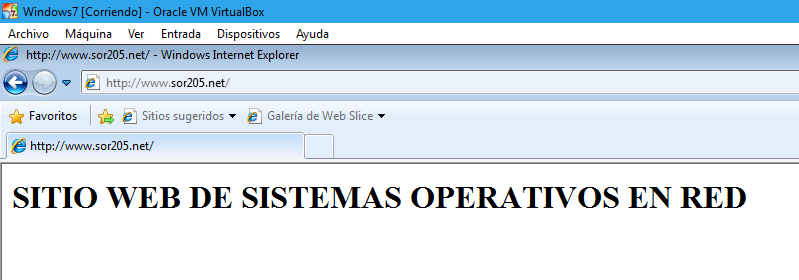 Windows7 [Corriendo] - Oracle VM VirtualBox
Archivo Máquina Ver Entrada Dispositivos Ayuda
http://www.sor205.net/ - Windows Internet Explorer
http://www.sor205.net/
Favoritos Sitios sugeridos Galería de Web Slice
http://www.sor205.net/
SITIO WEB DE SISTEMAS OPERATIVOS EN RED